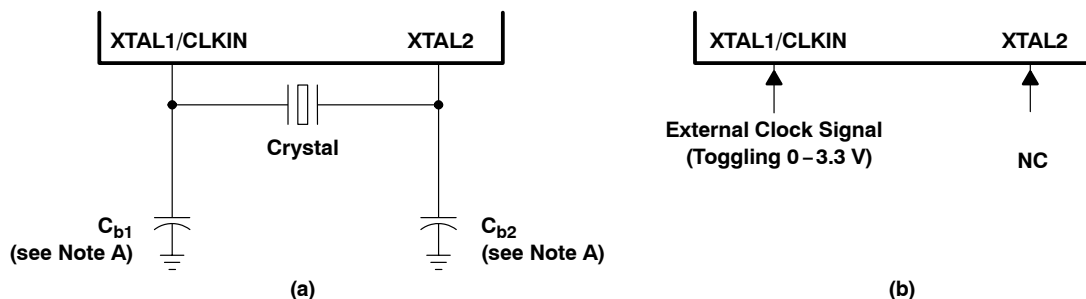 XTAL1/CLKIN XTAL2
Crystal
Cb1
(see Note A)
Cb2
(see Note A)
(a)
XTAL1/CLKIN XTAL2
External Clock Signal
(Toggling 0–3.3 V)
NC
(b)